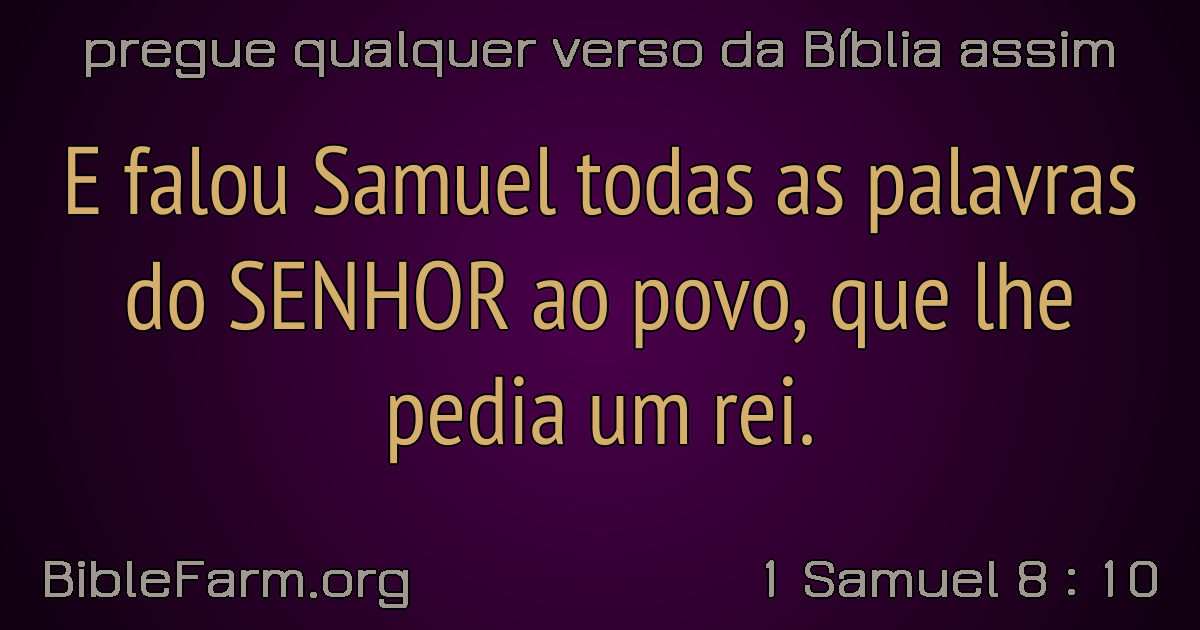 pregue qualquer verso da Bíblia assim
E falou Samuel todas as palavras
do SENHOR ao povo, que lhe
pedia um rei.
BibleFarm.org
1 Samuel 8 : 10